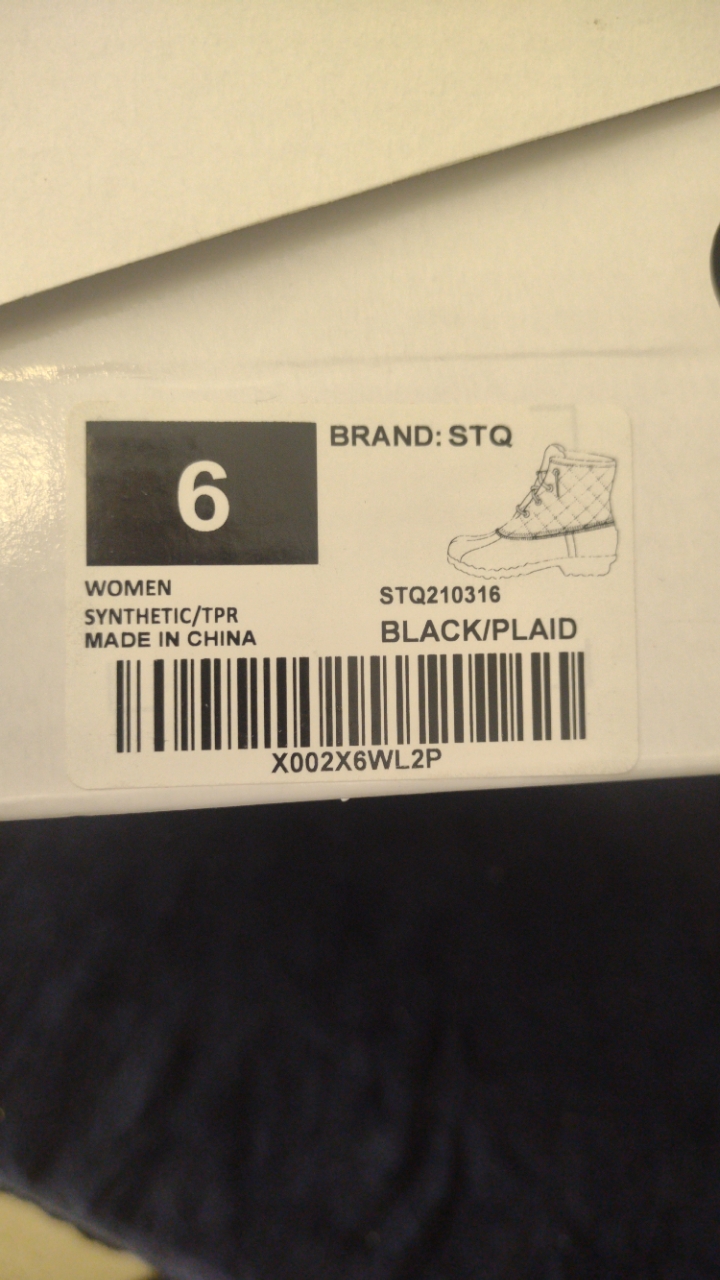 6
BRAND: STQ
WOMEN
SYNTHETIC/TPR
MADE IN CHINA
STQ210316
BLACK/PLAID
X002X6WL2P